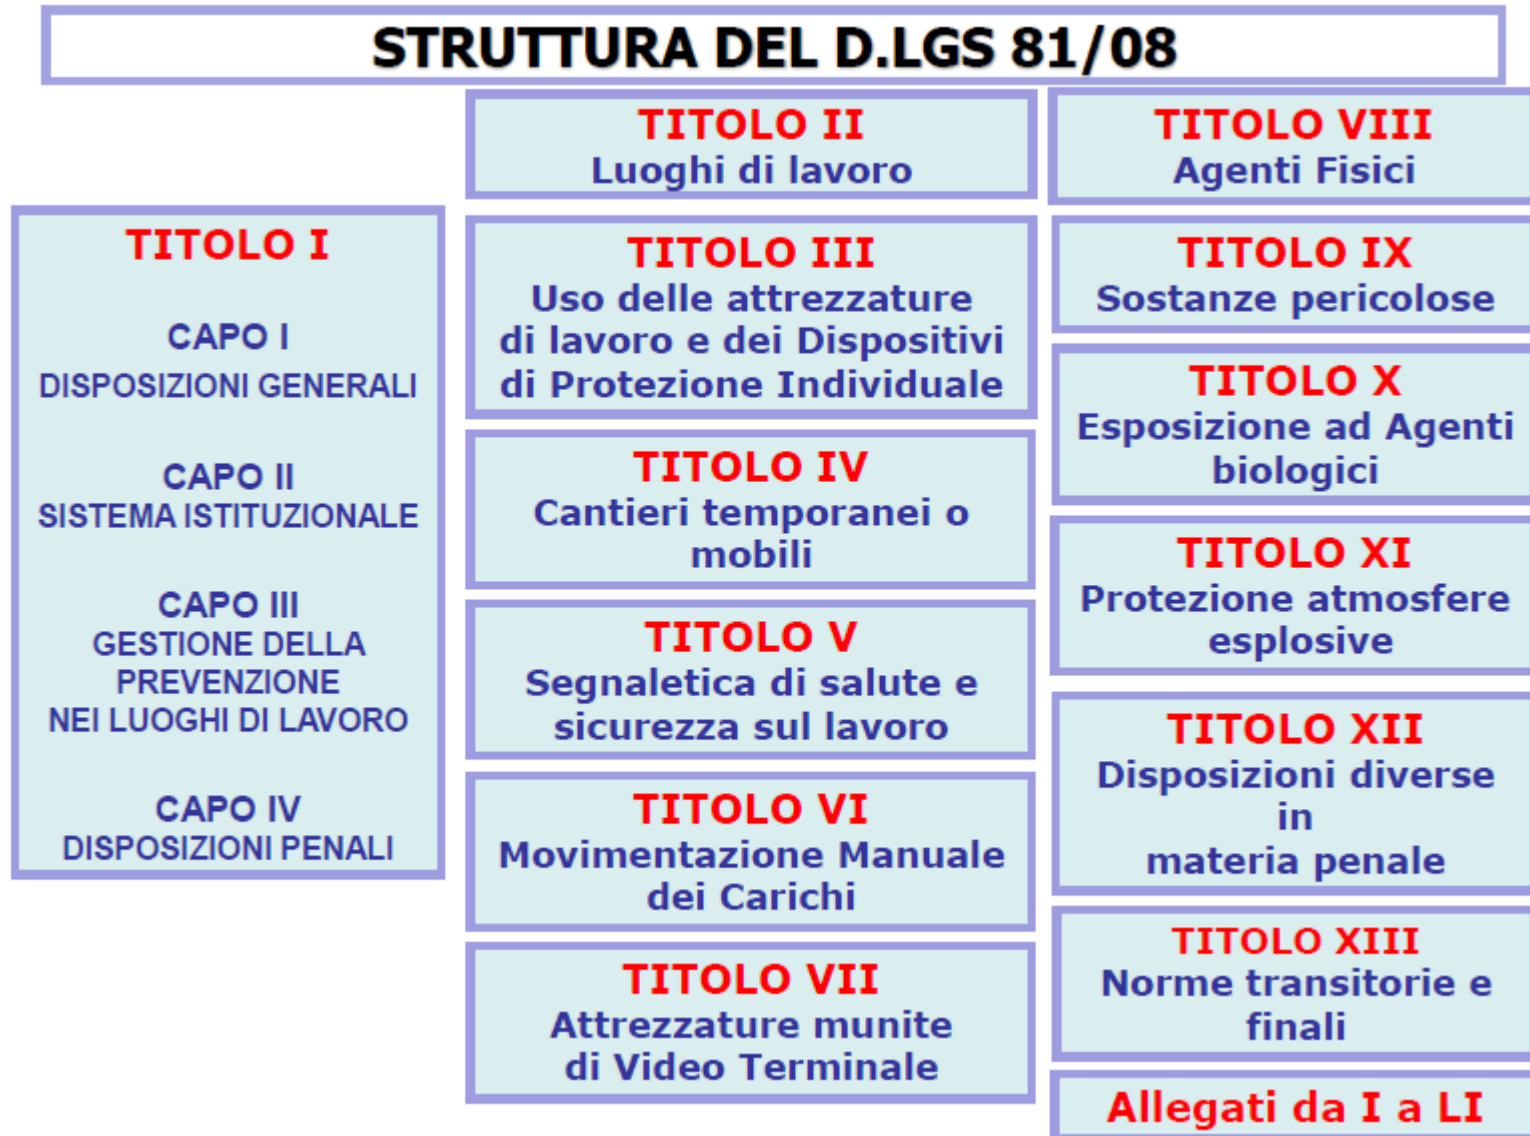 STRUTTURA DEL D.LGS 81/08
TITOLO I
CAPO I
DISPOSIZIONI GENERALI
CAPO II
SISTEMA ISTITUZIONALE
CAPO III
GESTIONE DELLA
PREVENZIONE
NEI LUOGHI DI LAVORO
CAPO IV
DISPOSIZIONI PENALI
TITOLO II
Luoghi di lavoro
TITOLO III
Uso delle attrezzature
di lavoro e dei Dispositivi
di Protezione Individuale
TITOLO IV
Cantieri temporanei o
mobili
TITOLO V
Segnaletica di salute e
sicurezza sul lavoro
TITOLO VI
Movimentazione Manuale
dei Carichi
TITOLO VII
Attrezzature munite
di Video Terminale
TITOLO VIII
Agenti Fisici
TITOLO IX
Sostanze pericolose
TITOLO X
Esposizione ad Agenti
biologici
TITOLO XI
Protezione atmosfere
esplosive
TITOLO XII
Disposizioni diverse
in
materia penale
TITOLO XIII
Norme transitorie e
finali
Allegati da I a LI